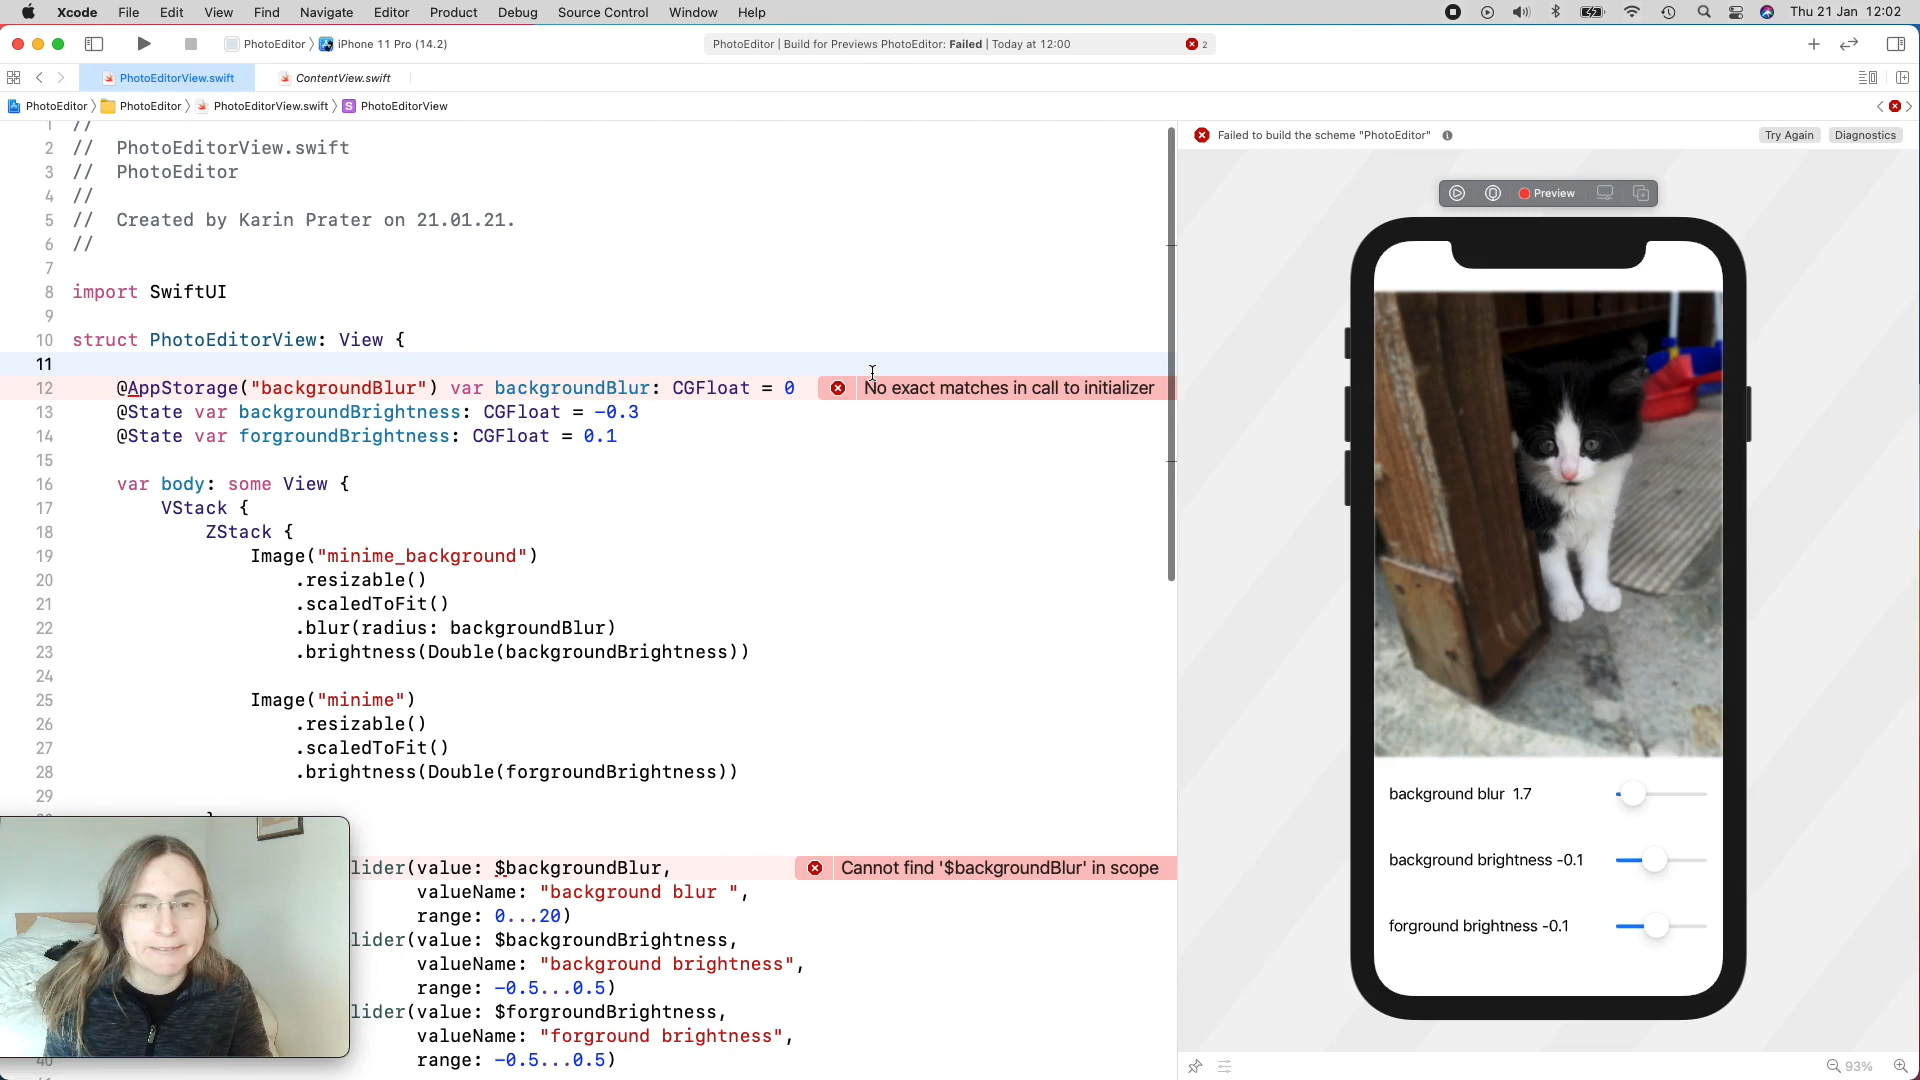 Xcode File Edit View Find Navigate Editor Product Debug Source Control Window Help Thu 21 Jan 12:02
PhotoEditor iPhone 11 Pro (14.2) PhotoEditor | Build for Previews PhotoEditor: Failed | Today at 12:00 2
PhotoEditorView.swift ContentView.swift
PhotoEditor PhotoEditor PhotoEditorView.swift S PhotoEditorView
Failed to build the scheme "PhotoEditor" Try Again Diagnostics
Preview
1 //
2 // PhotoEditorView.swift
3 // PhotoEditor
4 //
5 // Created by Karin Prater on 21.01.21.
6 //
7
8 import SwiftUI
9
10 struct PhotoEditorView: View {
11
12 @AppStorage("backgroundBlur") var backgroundBlur: CGFloat = 0 No exact matches in call to initializer
13 @State var backgroundBrightness: CGFloat = -0.3
14 @State var forgroundBrightness: CGFloat = 0.1
15
16 var body: some View {
17 VStack {
18 ZStack {
19 Image("minime_background")
20 .resizable()
21 .scaledToFit()
22 .blur(radius: backgroundBlur)
23 .brightness(Double(backgroundBrightness))
24
25 Image("minime")
26 .resizable()
27 .scaledToFit()
28 .brightness(Double(forgroundBrightness))
29
lider(value: $backgroundBlur, Cannot find '$backgroundBlur' in scope
valueName: "background blur ",
range: 0...20)
lider(value: $backgroundBrightness,
valueName: "background brightness",
range: -0.5...0.5)
lider(value: $forgroundBrightness,
valueName: "forground brightness",
40 range: -0.5...0.5)
background blur 1.7
background brightness -0.1
forground brightness -0.1
93%